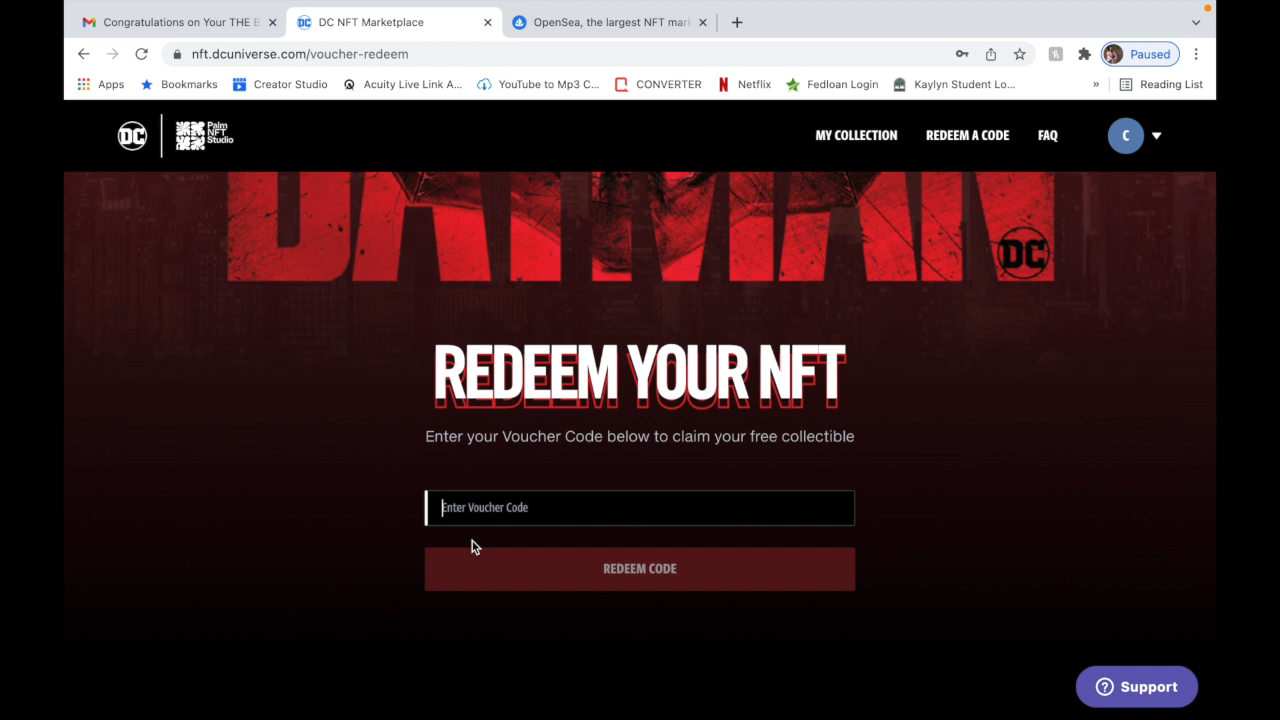 Congratulations on Your THE B
DC NFT Marketplace
OpenSea, the largest NFT mar
nft.dcuniverse.com/voucher-redeem
Paused
Apps
Bookmarks
Creator Studio
Acuity Live Link A...
YouTube to Mp3 C...
CONVERTER
Netflix
Fedloan Login
Kaylyn Student Lo...
»
Reading List
DC
Palm
NFT
Studio
MY COLLECTION
REDEEM A CODE
FAQ
C
BATMAN
DC
REDEEM YOUR NFT
Enter your Voucher Code below to claim your free collectible
Enter Voucher Code
REDEEM CODE
Support